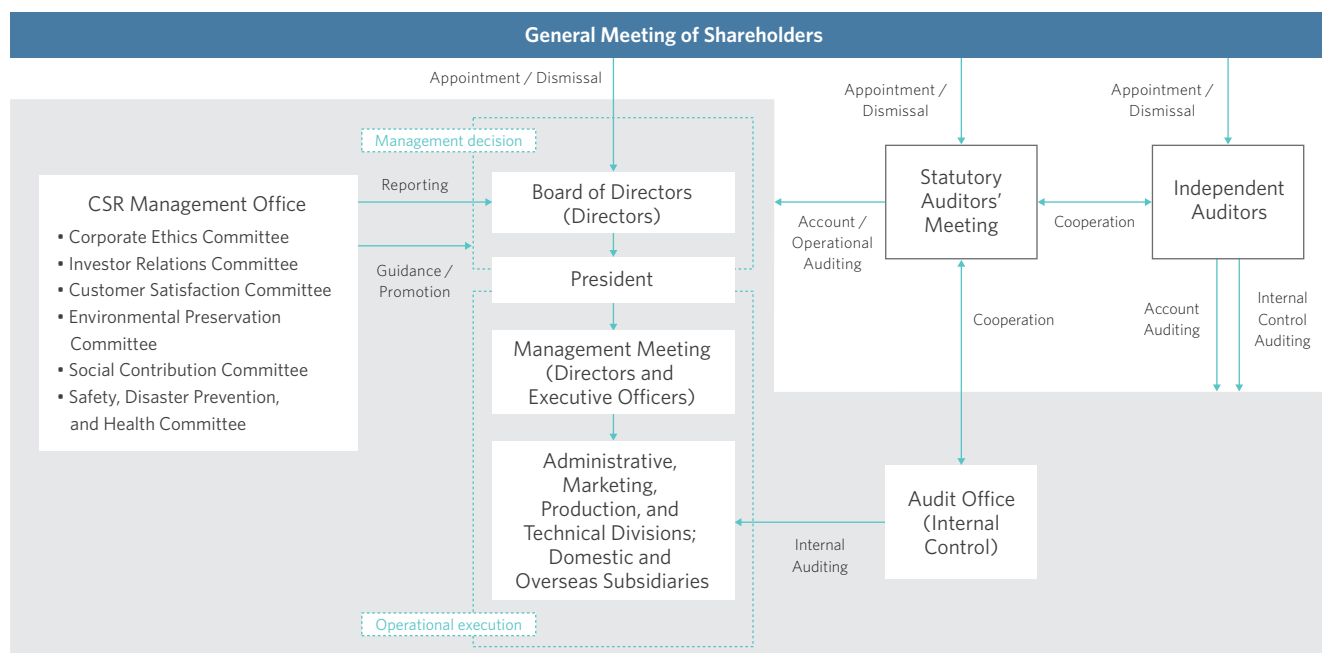 General Meeting of Shareholders
Appointment / Dismissal
Appointment /
Dismissal
Appointment /
Dismissal
Management decision
Reporting
Guidance /
Promotion
CSR Management Office
• Corporate Ethics Committee
• Investor Relations Committee
• Customer Satisfaction Committee
• Environmental Preservation
Committee
• Social Contribution Committee
• Safety, Disaster Prevention,
and Health Committee
Board of Directors
(Directors)
President
Management Meeting
(Directors and
Executive Officers)
Administrative,
Marketing,
Production, and
Technical Divisions;
Domestic and
Overseas Subsidiaries
Operational execution
Account /
Operational
Auditing
Statutory
Auditors’
Meeting
Cooperation
Independent
Auditors
Cooperation
Account
Auditing
Internal
Control
Auditing
Internal
Auditing
Audit Office
(Internal
Control)